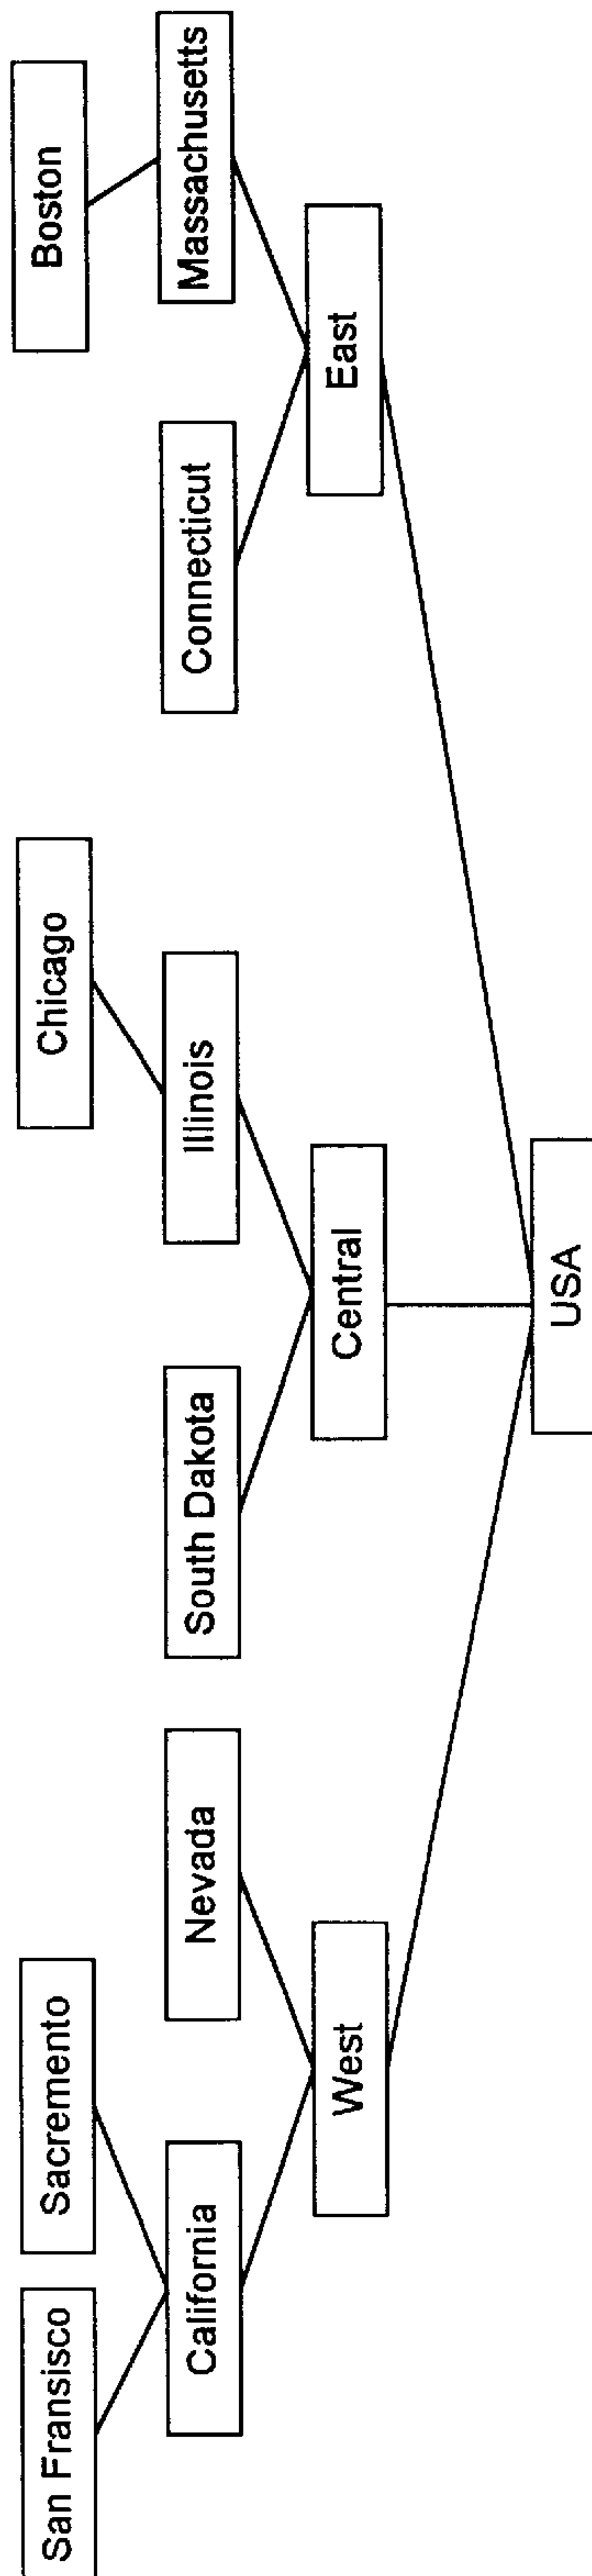 San Fransisco
Sacremento
Chicago
Boston
California
Nevada
South Dakota
Illinois
Connecticut
Massachusetts
West
Central
East
USA